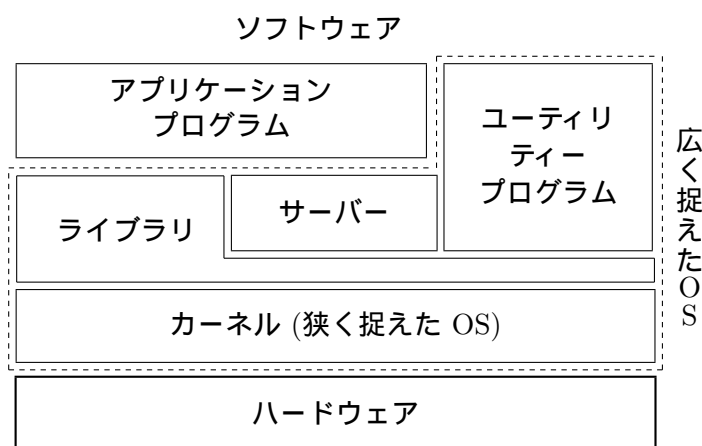 ソフトウェア
アプリケーション
プログラム
ユーティリ
ティー
プログラム
ライブラリ
サーバー
カーネル (狭く捉えた OS)
ハードウェア
広く捉えたOS